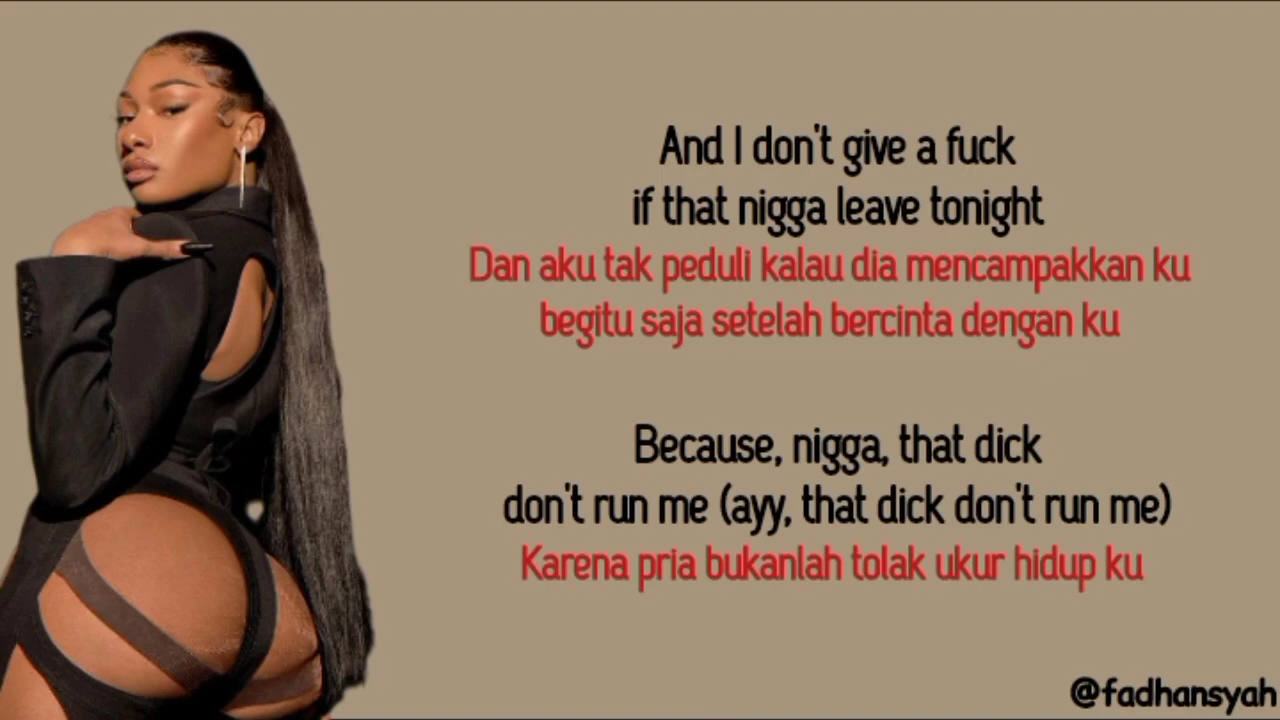 And I don't give a fuck
if that nigga leave tonight
Dan aku tak peduli kalau dia mencampakkan ku
begitu saja setelah bercinta dengan ku
Because, nigga, that dick
don't run me (ayy, that dick don't run me)
Karena pria bukanlah tolak ukur hidup ku
@fadhansyah